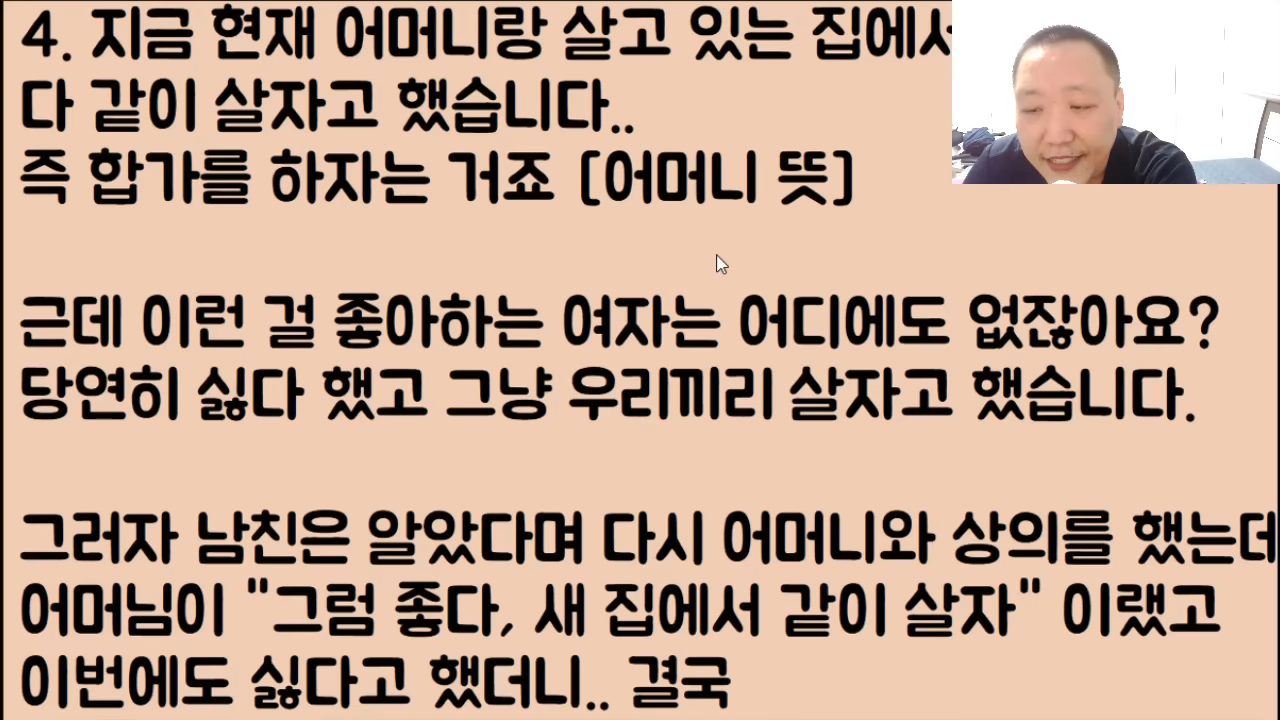 4. 지금 현재 어머니랑 살고 있는 집에서
다 같이 살자고 했습니다..
즉 합가를 하자는 거죠 [어머니 뜻]
근데 이런 걸 좋아하는 여자는 어디에도 없잖아요?
당연히 싫다 했고 그냥 우리끼리 살자고 했습니다.
그러자 남친은 알았다며 다시 어머니와 상의를 했는데
어머님이 "그럼 좋다, 새 집에서 같이 살자" 이랬고
이번에도 싫다고 했더니.. 결국